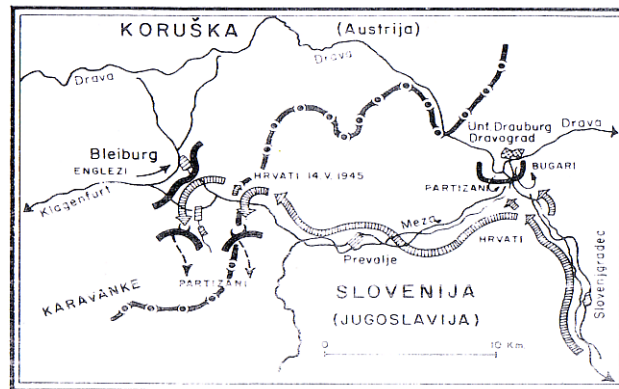 KORUŠKA (Austrija)
Drava
Drava
Drava
Unt. Drauburg
Dravograd
Bleiburg
ENGLEZI
BUGARI
HRVATI 14.V.1945
PARTIZANI
Klagenfurt
Meža
HRVATI
Prevalje
Slovenjgradec
PARTIZANI
KARAVANKE
SLOVENIJA
(JUGOSLAVIJA)
0 10 Km.